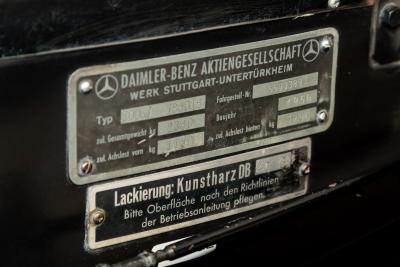 DAIMLER-BENZ AKTIENGESELLSCHAFT
WERK STUTTGART-UNTERTÜRKHEIM
Typ Fahrgestell-Nr.
zul. Gesamtgewicht kg Baujahr
zul. Achslast vorn kg zul. Achslast hinten kg
Lackierung: Kunstharz DB
Bitte Oberfläche nach den Richtlinien
der Betriebsanleitung pflegen.